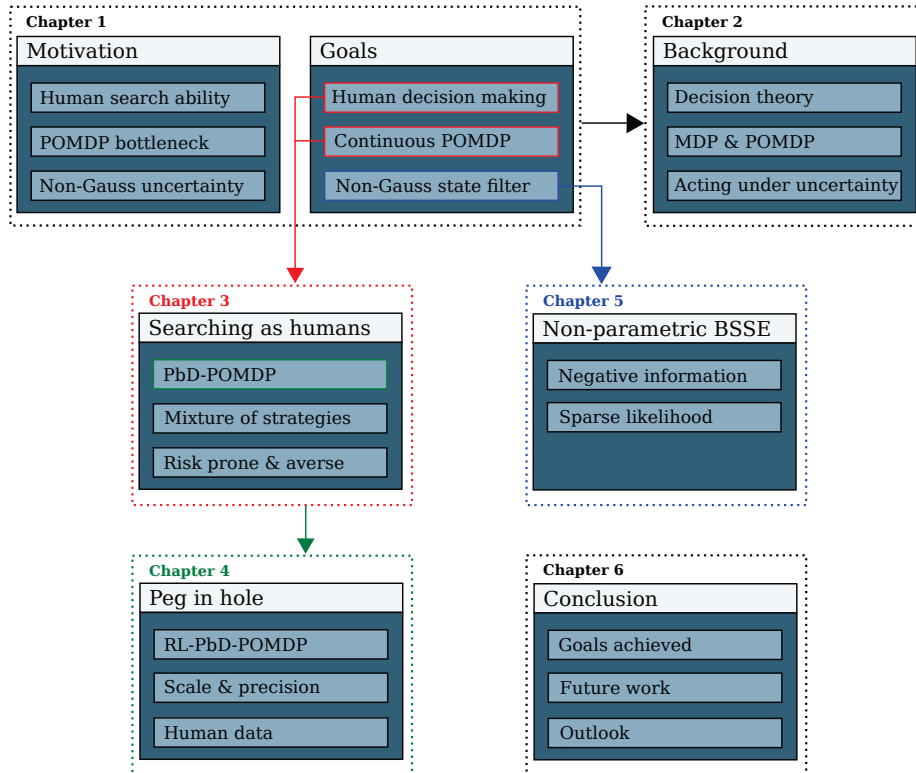 Chapter 1
Motivation
Human search ability
POMDP bottleneck
Non-Gauss uncertainty
Goals
Human decision making
Continuous POMDP
Non-Gauss state filter
Chapter 2
Background
Decision theory
MDP & POMDP
Acting under uncertainty
Chapter 3
Searching as humans
PbD-POMDP
Mixture of strategies
Risk prone & averse
Chapter 5
Non-parametric BSSE
Negative information
Sparse likelihood
Chapter 4
Peg in hole
RL-PbD-POMDP
Scale & precision
Human data
Chapter 6
Conclusion
Goals achieved
Future work
Outlook